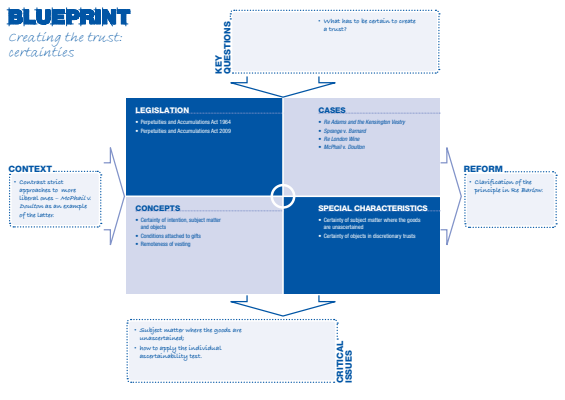 BLUEPRINT
Creating the trust:
certainties
KEY
QUESTIONS
• What has to be certain to create
a trust?
LEGISLATION
• Perpetuities and Accumulations Act 1964
• Perpetuities and Accumulations Act 2009
CASES
• Re Adams and the Kensington Vestry
• Sprange v. Barnard
• Re London Wine
• McPhail v. Doulton
CONTEXT
• Contrast strict
approaches to more
liberal ones – McPhail v
Doulton as an example
of the latter.
REFORM
• Clarification of the
principle in Re Barlow.
CONCEPTS
• Certainty of intention, subject matter
and objects
• Conditions attached to gifts
• Remoteness of vesting
SPECIAL CHARACTERISTICS
• Certainty of subject matter where the goods
are unascertained
• Certainty of objects in discretionary trusts
• Subject matter where the goods are
unascertained;
• how to apply the individual
ascertainability test.
CRITICAL
ISSUES